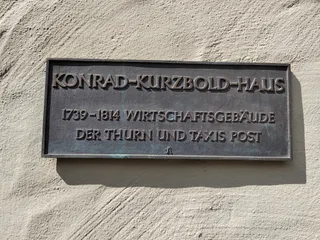 KONRAD-KURZBOLD-HAUS
1739-1814 WIRTSCHAFTSGEBÄUDE
DER THURN UND TAXIS POST